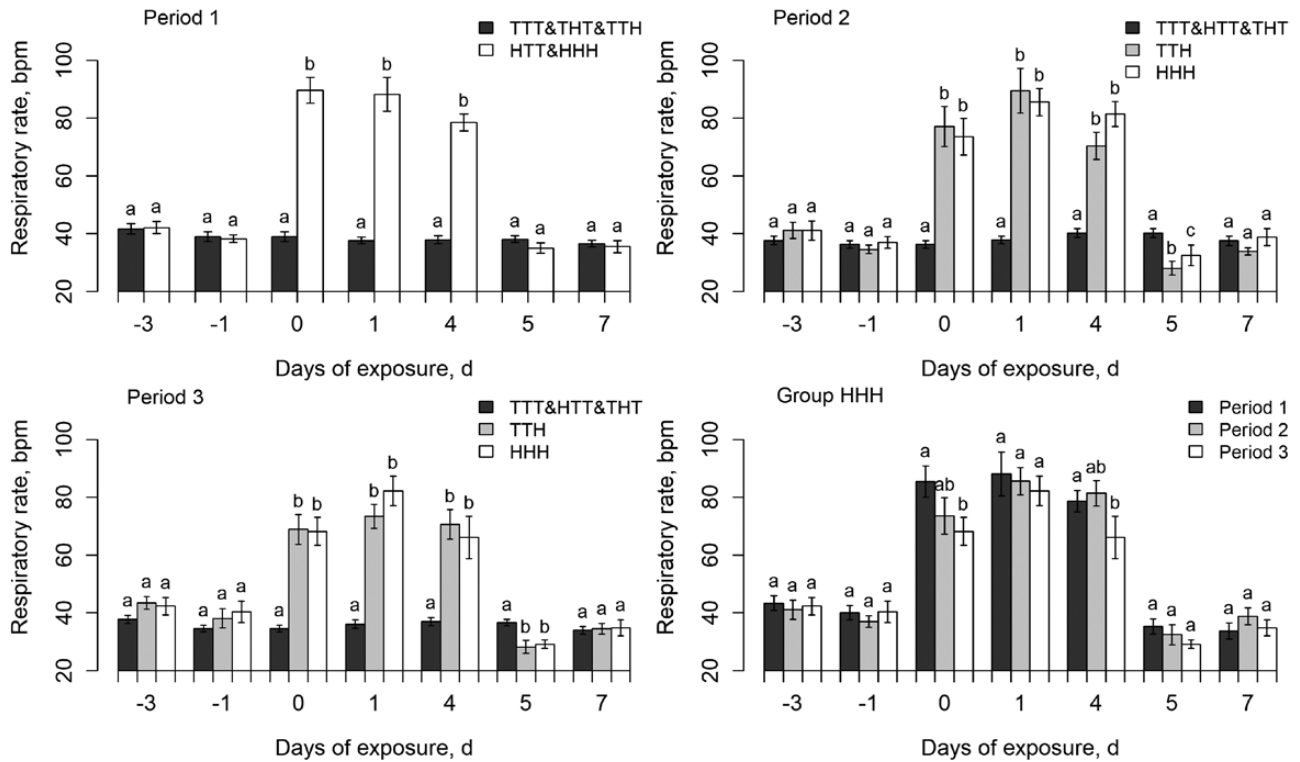 Period 1
TTT&THT&TTH
HTT&HHH
Respiratory rate, bpm
100
80
60
40
20
a a a a a b a b a b a a a a
-3 -1 0 1 4 5 7
Days of exposure, d
Period 2
TTT&HTT&THT
TTH
HHH
Respiratory rate, bpm
100
80
60
40
20
a a a a a a a b b a b b a b b a b c a a a
-3 -1 0 1 4 5 7
Days of exposure, d
Period 3
TTT&HTT&THT
TTH
HHH
Respiratory rate, bpm
100
80
60
40
20
a a a a a a a b b a b b a b b a b b a a a
-3 -1 0 1 4 5 7
Days of exposure, d
Group HHH
Period 1
Period 2
Period 3
Respiratory rate, bpm
100
80
60
40
20
a a a a a a a ab b a a a a ab b a a a a a a
-3 -1 0 1 4 5 7
Days of exposure, d